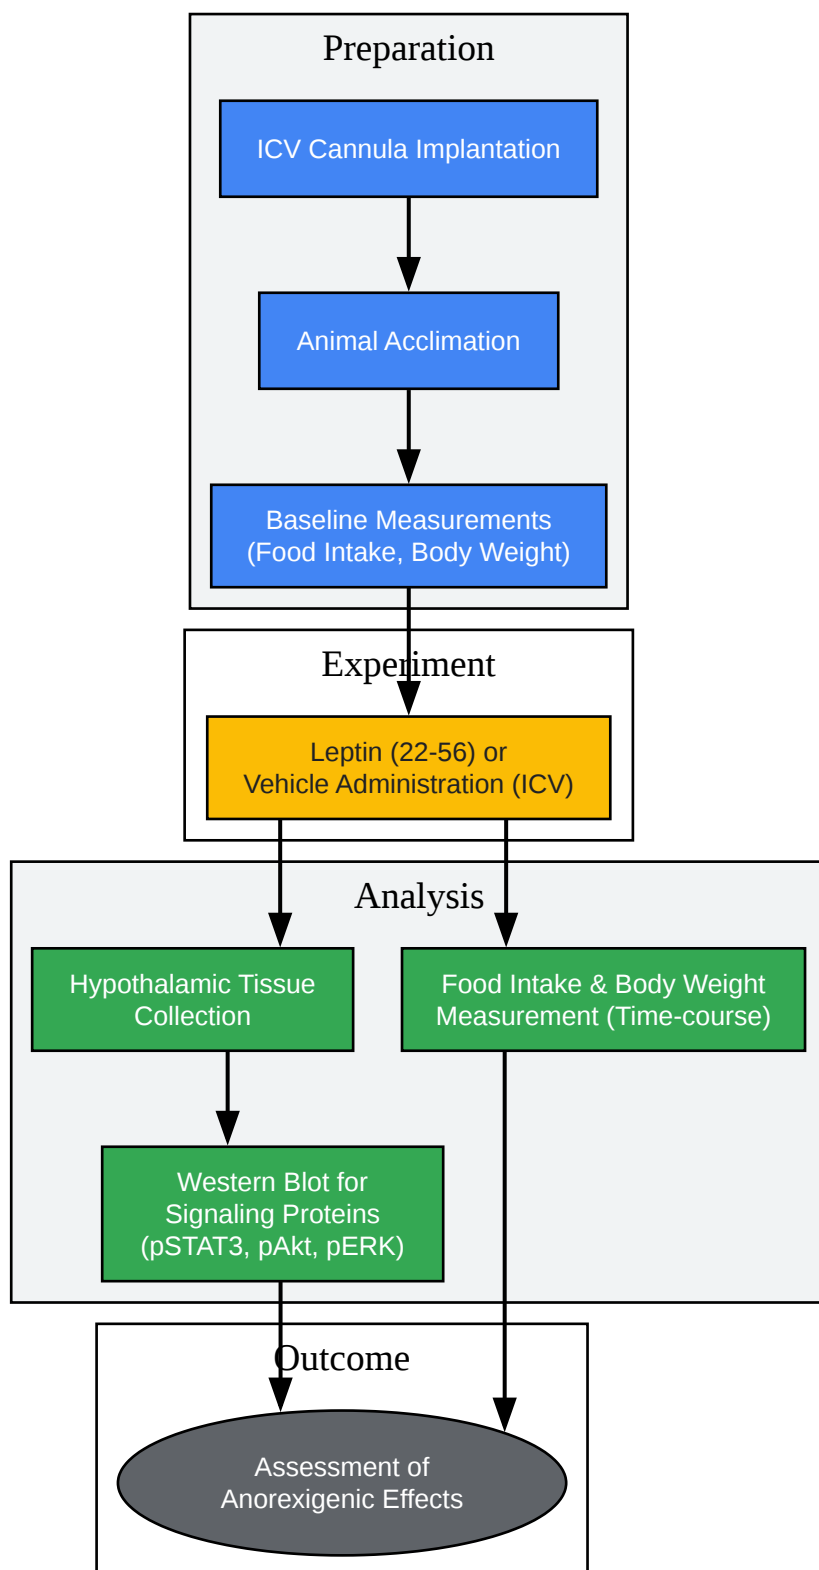 Preparation
ICV Cannula Implantation
Animal Acclimation
Baseline Measurements
(Food Intake, Body Weight)
Experiment
Leptin (22-56) or
Vehicle Administration (ICV)
Analysis
Hypothalamic Tissue
Collection
Food Intake & Body Weight
Measurement (Time-course)
Western Blot for
Signaling Proteins
(pSTAT3, pAkt, pERK)
Outcome
Assessment of
Anorexigenic Effects